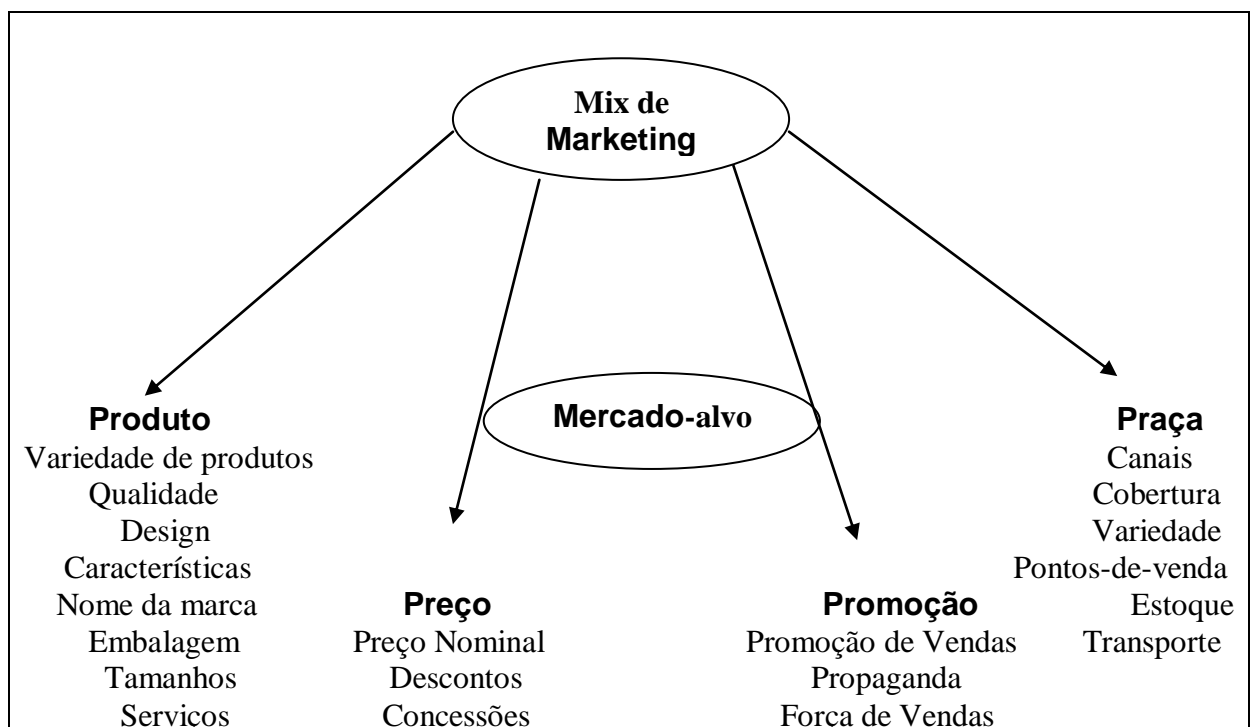 Mix de
Marketing
Mercado-alvo
Produto
Variedade de produtos
Qualidade
Design
Características
Nome da marca
Embalagem
Tamanhos
Serviços
Preço
Preço Nominal
Descontos
Concessões
Promoção
Promoção de Vendas
Propaganda
Força de Vendas
Praça
Canais
Cobertura
Variedade
Pontos-de-venda
Estoque
Transporte